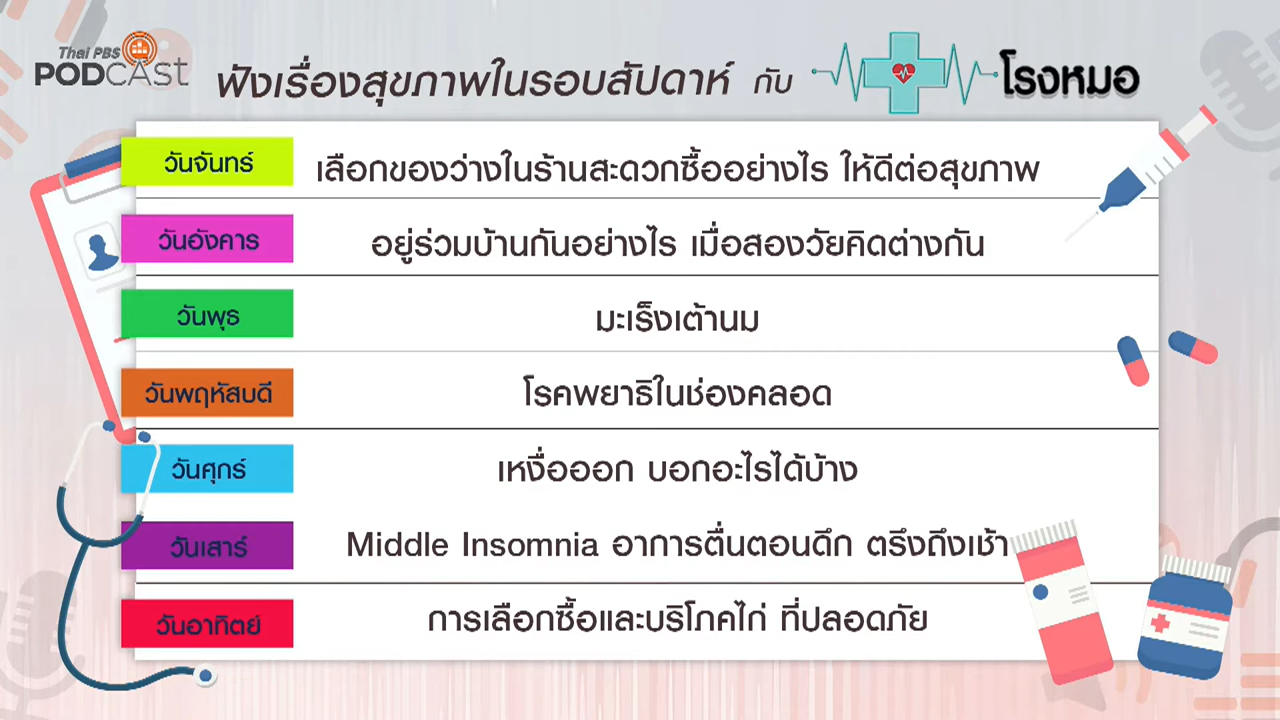 Thai PBS
PODCAST
ฟังเรื่องสุขภาพในรอบสัปดาห์ กับ โรงหมอ
วันจันทร์ เลือกของว่างในร้านสะดวกซื้ออย่างไร ให้ดีต่อสุขภาพ
วันอังคาร อยู่ร่วมบ้านกันอย่างไร เมื่อสองวัยคิดต่างกัน
วันพุธ มะเร็งเต้านม
วันพฤหัสบดี โรคพยาธิในช่องคลอด
วันศุกร์ เหงื่อออก บอกอะไรได้บ้าง
วันเสาร์ Middle Insomnia อาการตื่นตอนดึก ตรึงถึงเช้า
วันอาทิตย์ การเลือกซื้อและบริโภคไก่ ที่ปลอดภัย